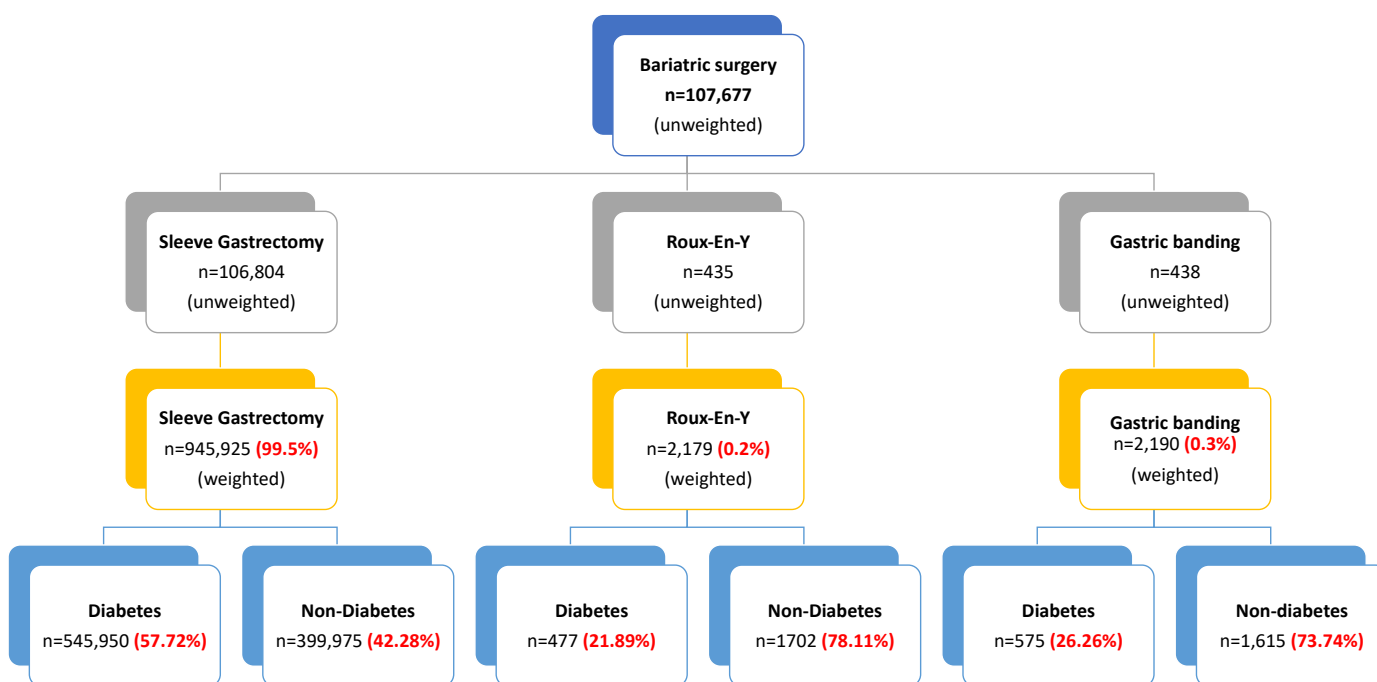 Bariatric surgery
n=107,677
(unweighted)
Sleeve Gastrectomy
n=106,804
(unweighted)
Roux-En-Y
n=435
(unweighted)
Gastric banding
n=438
(unweighted)
Sleeve Gastrectomy
n=945,925 (99.5%)
(weighted)
Roux-En-Y
n=2,179 (0.2%)
(weighted)
Gastric banding
n=2,190 (0.3%)
(weighted)
Diabetes
n=545,950 (57.72%)
Non-Diabetes
n=399,975 (42.28%)
Diabetes
n=477 (21.89%)
Non-Diabetes
n=1702 (78.11%)
Diabetes
n=575 (26.26%)
Non-diabetes
n=1,615 (73.74%)